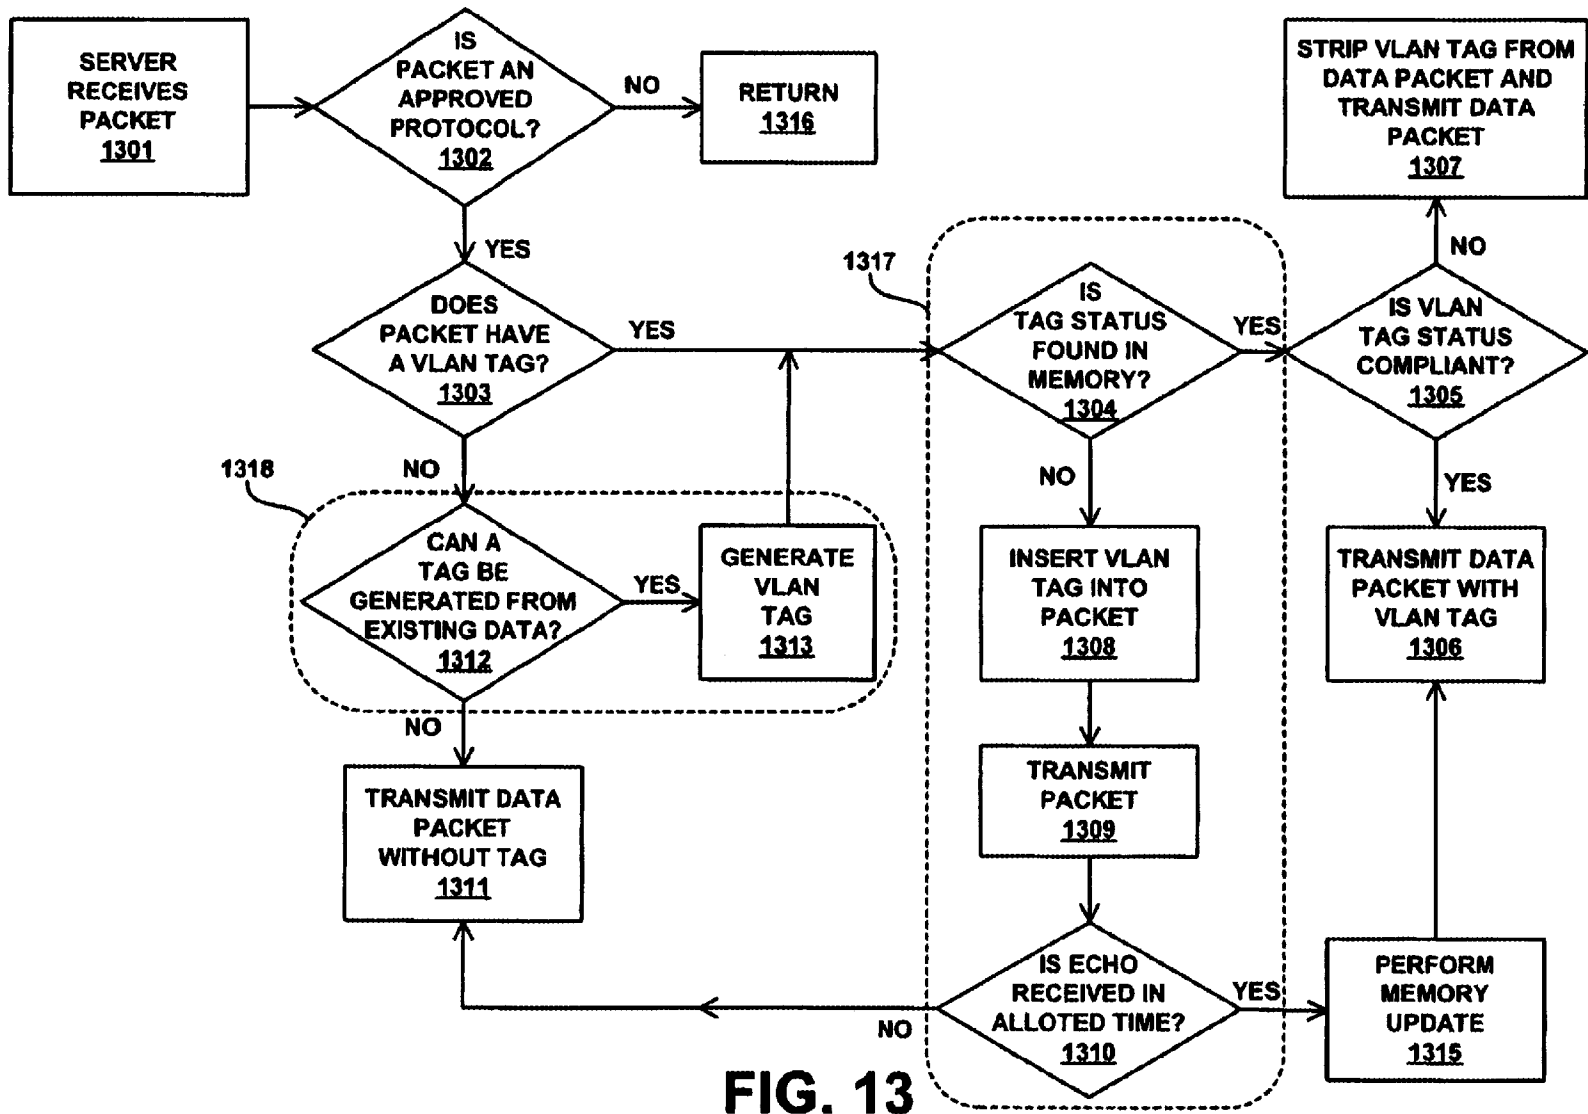 SERVER
RECEIVES
PACKET
1301
IS
PACKET AN
APPROVED
PROTOCOL?
1302
NO
RETURN
1316
STRIP VLAN TAG FROM
DATA PACKET AND
TRANSMIT DATA
PACKET
1307
YES
NO
1317
DOES
PACKET HAVE
A VLAN TAG?
1303
YES
IS
TAG STATUS
FOUND IN
MEMORY?
1304
YES
IS VLAN
TAG STATUS
COMPLIANT?
1305
NO
NO
YES
1318
CAN A
TAG BE
GENERATED FROM
EXISTING DATA?
1312
YES
GENERATE
VLAN
TAG
1313
INSERT VLAN
TAG INTO
PACKET
1308
TRANSMIT DATA
PACKET WITH
VLAN TAG
1306
NO
TRANSMIT DATA
PACKET
WITHOUT TAG
1311
TRANSMIT
PACKET
1309
IS ECHO
RECEIVED IN
ALLOTED TIME?
1310
NO
YES
PERFORM
MEMORY
UPDATE
1315
FIG. 13